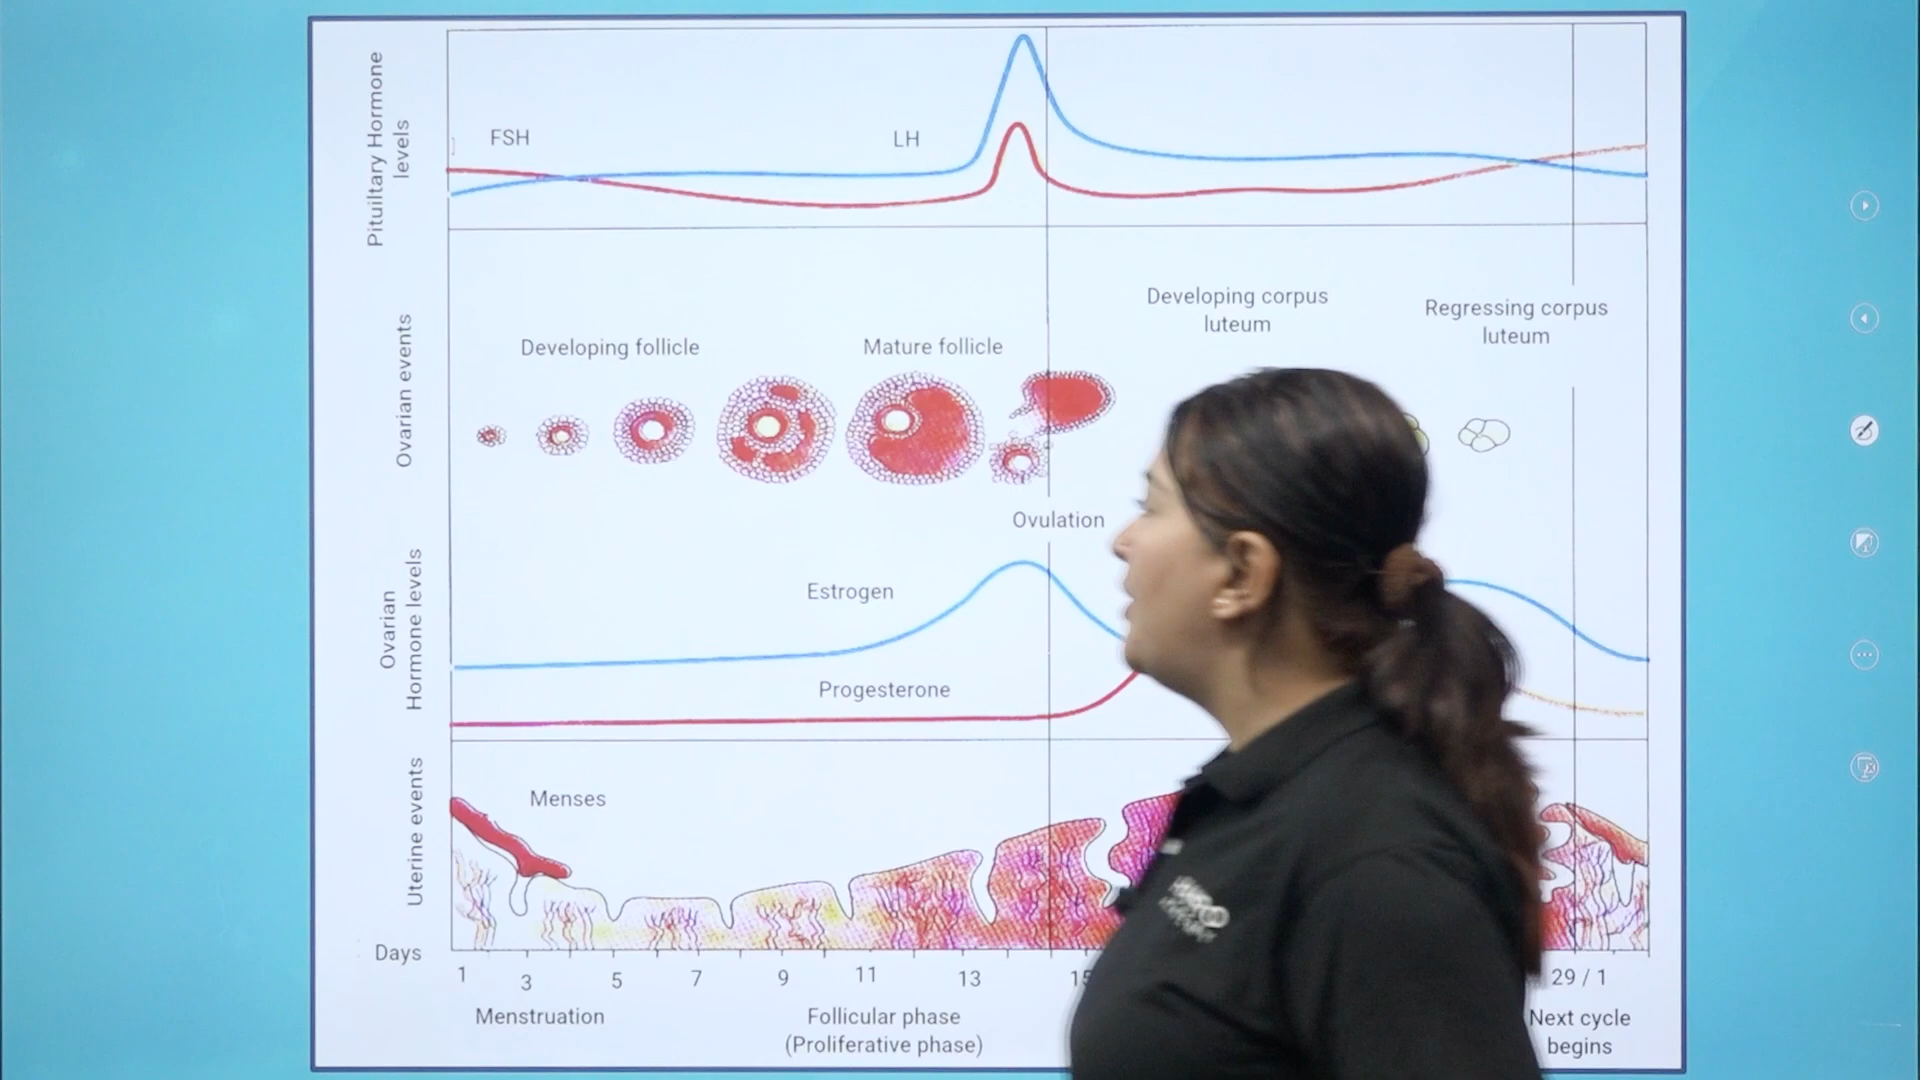 Pituiltary Hormone
levels
FSH
LH
Ovarian events
Developing follicle
Mature follicle
Developing corpus
luteum
Regressing corpus
luteum
Ovulation
Ovarian
Hormone levels
Estrogen
Progesterone
Uterine events
Menses
Days
1
3
5
7
9
11
13
15
29 / 1
Menstruation
Follicular phase
(Proliferative phase)
Next cycle
begins